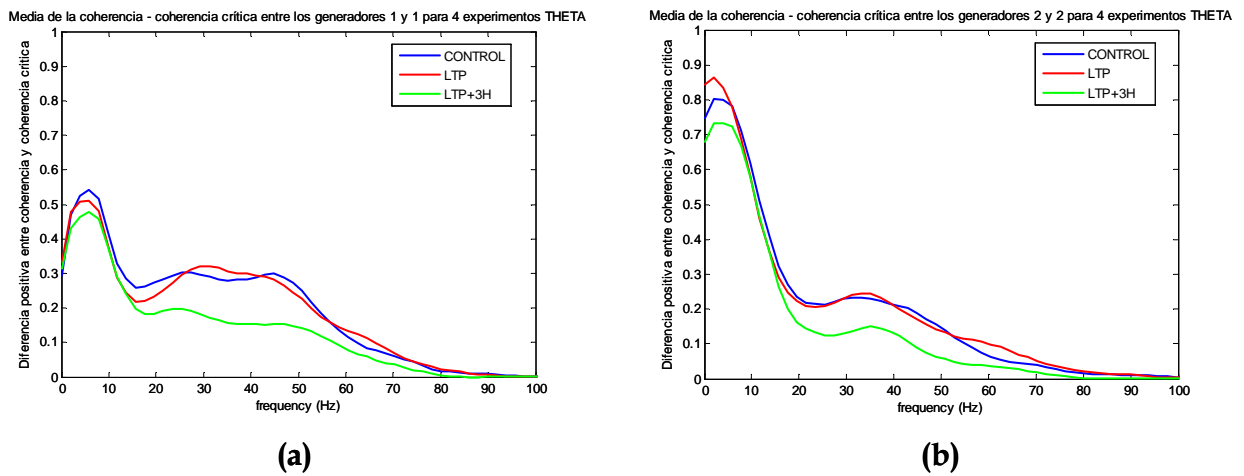 Media de la coherencia - coherencia crítica entre los generadores 1 y 1 para 4 experimentos THETA
Diferencia positiva entre coherencia y coherencia crítica
1
0.9
0.8
0.7
0.6
0.5
0.4
0.3
0.2
0.1
0
0 10 20 30 40 50 60 70 80 90 100
frequency (Hz)
CONTROL
LTP
LTP+3H
(a)
Media de la coherencia - coherencia crítica entre los generadores 2 y 2 para 4 experimentos THETA
Diferencia positiva entre coherencia y coherencia crítica
1
0.9
0.8
0.7
0.6
0.5
0.4
0.3
0.2
0.1
0
0 10 20 30 40 50 60 70 80 90 100
frequency (Hz)
CONTROL
LTP
LTP+3H
(b)